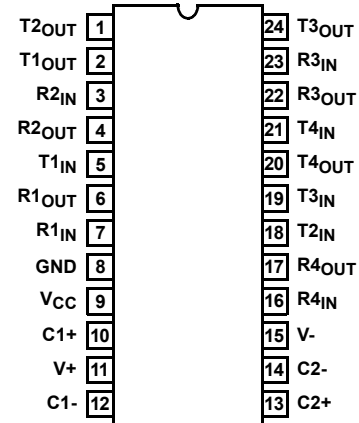 T2OUT 1 24 T3OUT
T1OUT 2 23 R3IN
R2IN 3 22 R3OUT
R2OUT 4 21 T4IN
T1IN 5 20 T4OUT
R1OUT 6 19 T3IN
R1IN 7 18 T2IN
GND 8 17 R4OUT
VCC 9 16 R4IN
C1+ 10 15 V-
V+ 11 14 C2-
C1- 12 13 C2+